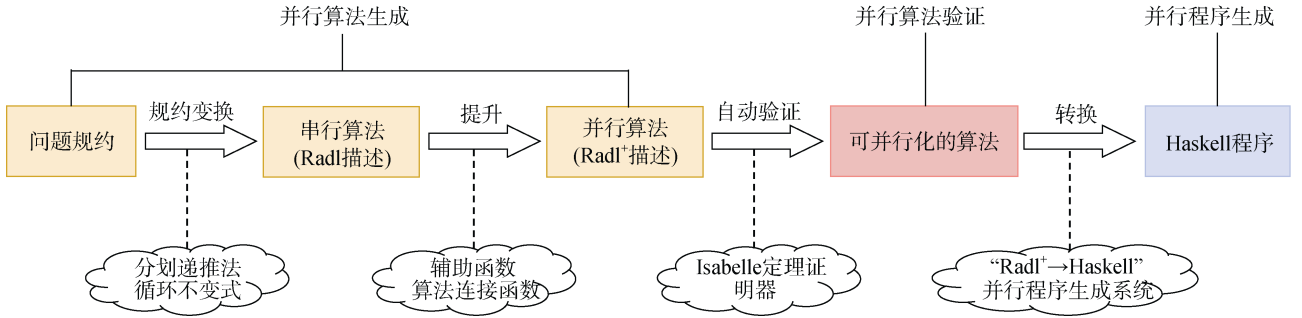 并行算法生成
并行算法验证
并行程序生成
问题规约
规约变换
串行算法
(Radl描述)
提升
并行算法
(Radl⁺描述)
自动验证
可并行化的算法
转换
Haskell程序
分划递推法
循环不变式
辅助函数
算法连接函数
Isabelle定理证
明器
“Radl⁺→Haskell”
并行程序生成系统